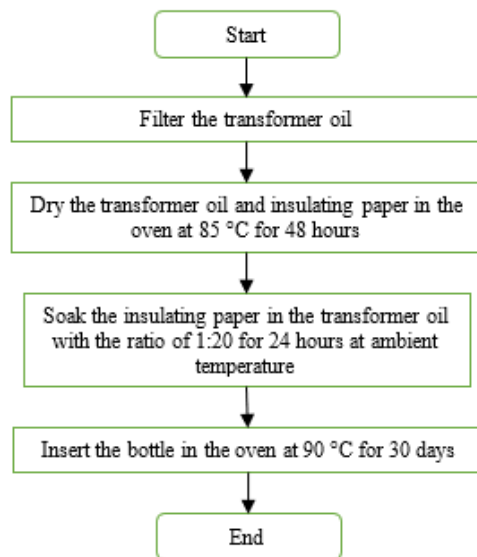 Start
Filter the transformer oil
Dry the transformer oil and insulating paper in the
oven at 85 °C for 48 hours
Soak the insulating paper in the transformer oil
with the ratio of 1:20 for 24 hours at ambient
temperature
Insert the bottle in the oven at 90 °C for 30 days
End